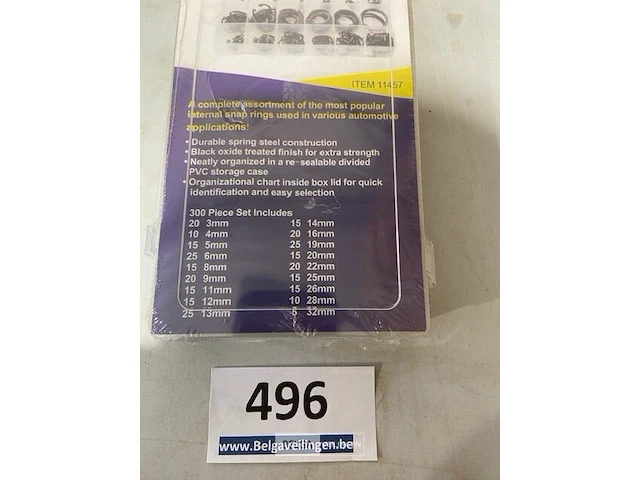 ITEM 11457
A complete assortment of the most popular
internal snap rings used in various automotive
applications!
• Durable spring steel construction
• Black oxide treated finish for extra strength
• Neatly organized in a re-sealable divided
PVC storage case
• Organizational chart inside box lid for quick
identification and easy selection
300 Piece Set Includes
20 3mm
10 4mm
15 5mm
25 6mm
15 8mm
20 9mm
15 11mm
15 12mm
25 13mm
15 14mm
20 16mm
25 19mm
15 20mm
20 22mm
15 25mm
15 26mm
10 28mm
5 32mm
496
www.Belgaveilingen.be